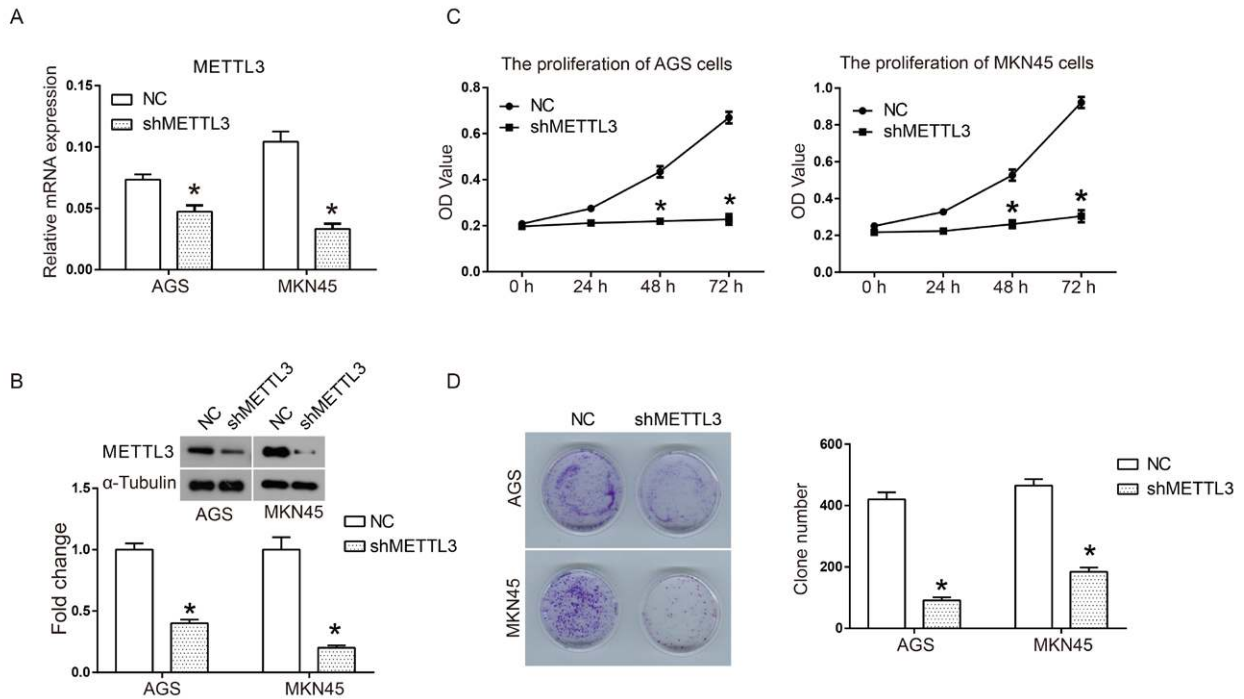 A
METTL3
NC
shMETTL3
Relative mRNA expression
0.15
0.10
0.05
0.00
*
*
AGS
MKN45
C
The proliferation of AGS cells
NC
shMETTL3
OD Value
0.8
0.6
0.4
0.2
0.0
*
*
0 h
24 h
48 h
72 h
The proliferation of MKN45 cells
NC
shMETTL3
OD Value
1.0
0.8
0.6
0.4
0.2
0.0
*
*
0 h
24 h
48 h
72 h
B
NC
shMETTL3
NC
shMETTL3
METTL3
α-Tubulin
AGS
MKN45
NC
shMETTL3
Fold change
1.5
1.0
0.5
0.0
*
*
AGS
MKN45
D
NC
shMETTL3
AGS
MKN45
Clone number
600
400
200
0
NC
shMETTL3
*
*
AGS
MKN45